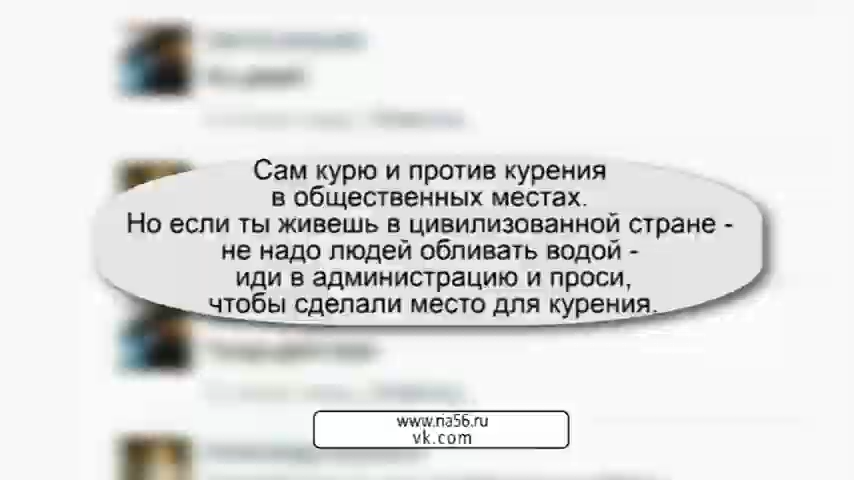 Сам курю и против курения
в общественных местах.
Но если ты живешь в цивилизованной стране -
не надо людей обливать водой -
иди в администрацию и проси,
чтобы сделали место для курения.
www.ria56.ru
vk.com